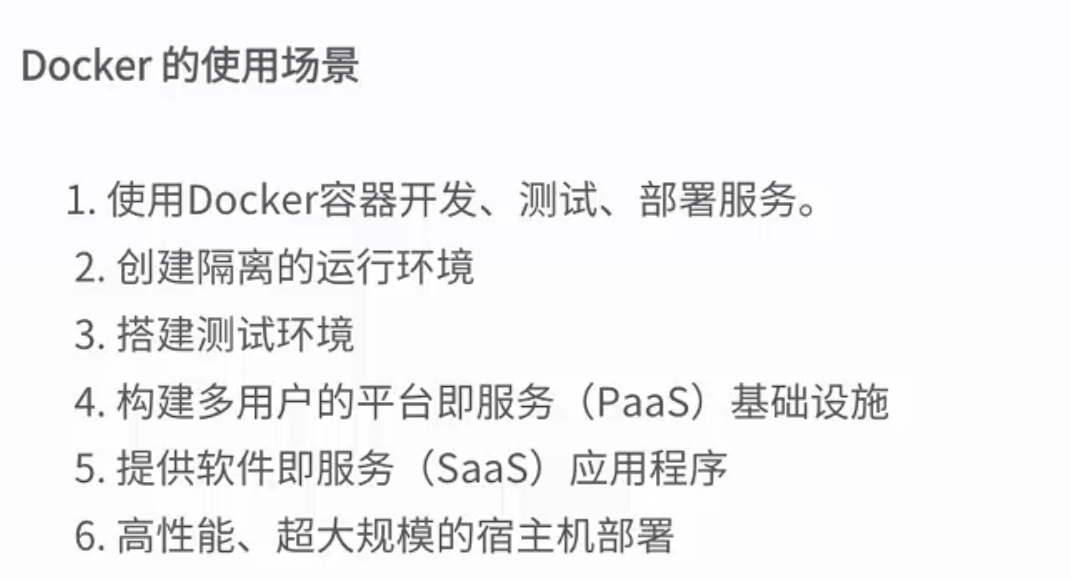 Docker 的使用场景
1. 使用Docker容器开发、测试、部署服务。
2. 创建隔离的运行环境
3. 搭建测试环境
4. 构建多用户的平台即服务（PaaS）基础设施
5. 提供软件即服务（SaaS）应用程序
6. 高性能、超大规模的宿主机部署